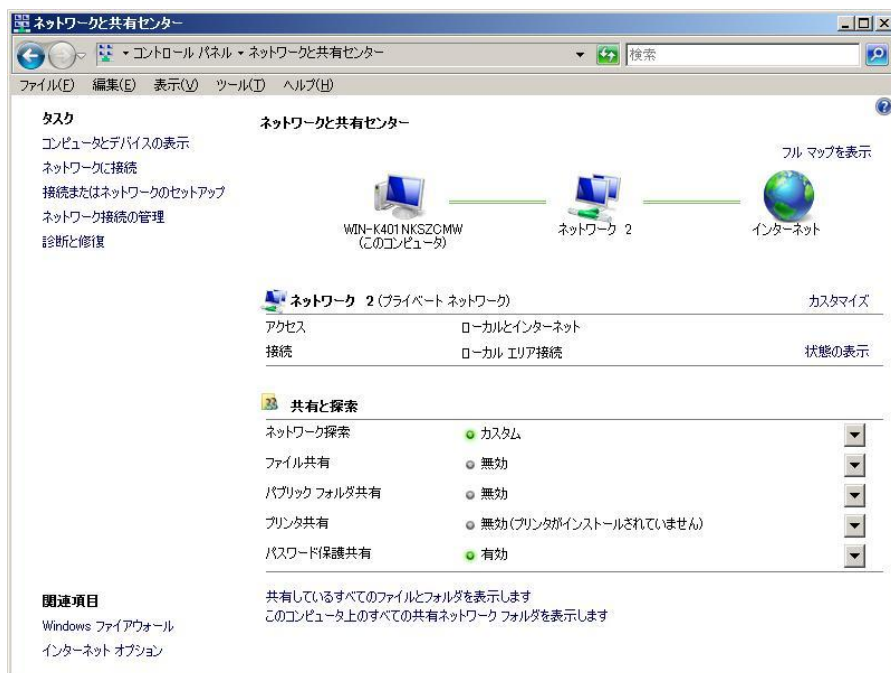 ネットワークと共有センター
コントロール パネル ▾ ネットワークと共有センター
検索
ファイル(F) 編集(E) 表示(V) ツール(T) ヘルプ(H)
タスク
コンピュータとデバイスの表示
ネットワークに接続
接続またはネットワークのセットアップ
ネットワーク接続の管理
診断と修復
関連項目
Windows ファイアウォール
インターネット オプション
ネットワークと共有センター
フル マップを表示
WIN-K401NKSZCMW
(このコンピュータ)
ネットワーク 2
インターネット
ネットワーク 2 (プライベート ネットワーク) カスタマイズ
アクセス ローカルとインターネット
接続 ローカル エリア接続 状態の表示
共有と探索
ネットワーク探索 カスタム
ファイル共有 無効
パブリック フォルダ共有 無効
プリンタ共有 無効(プリンタがインストールされていません)
パスワード保護共有 有効
共有しているすべてのファイルとフォルダを表示します
このコンピュータ上のすべての共有ネットワーク フォルダを表示します